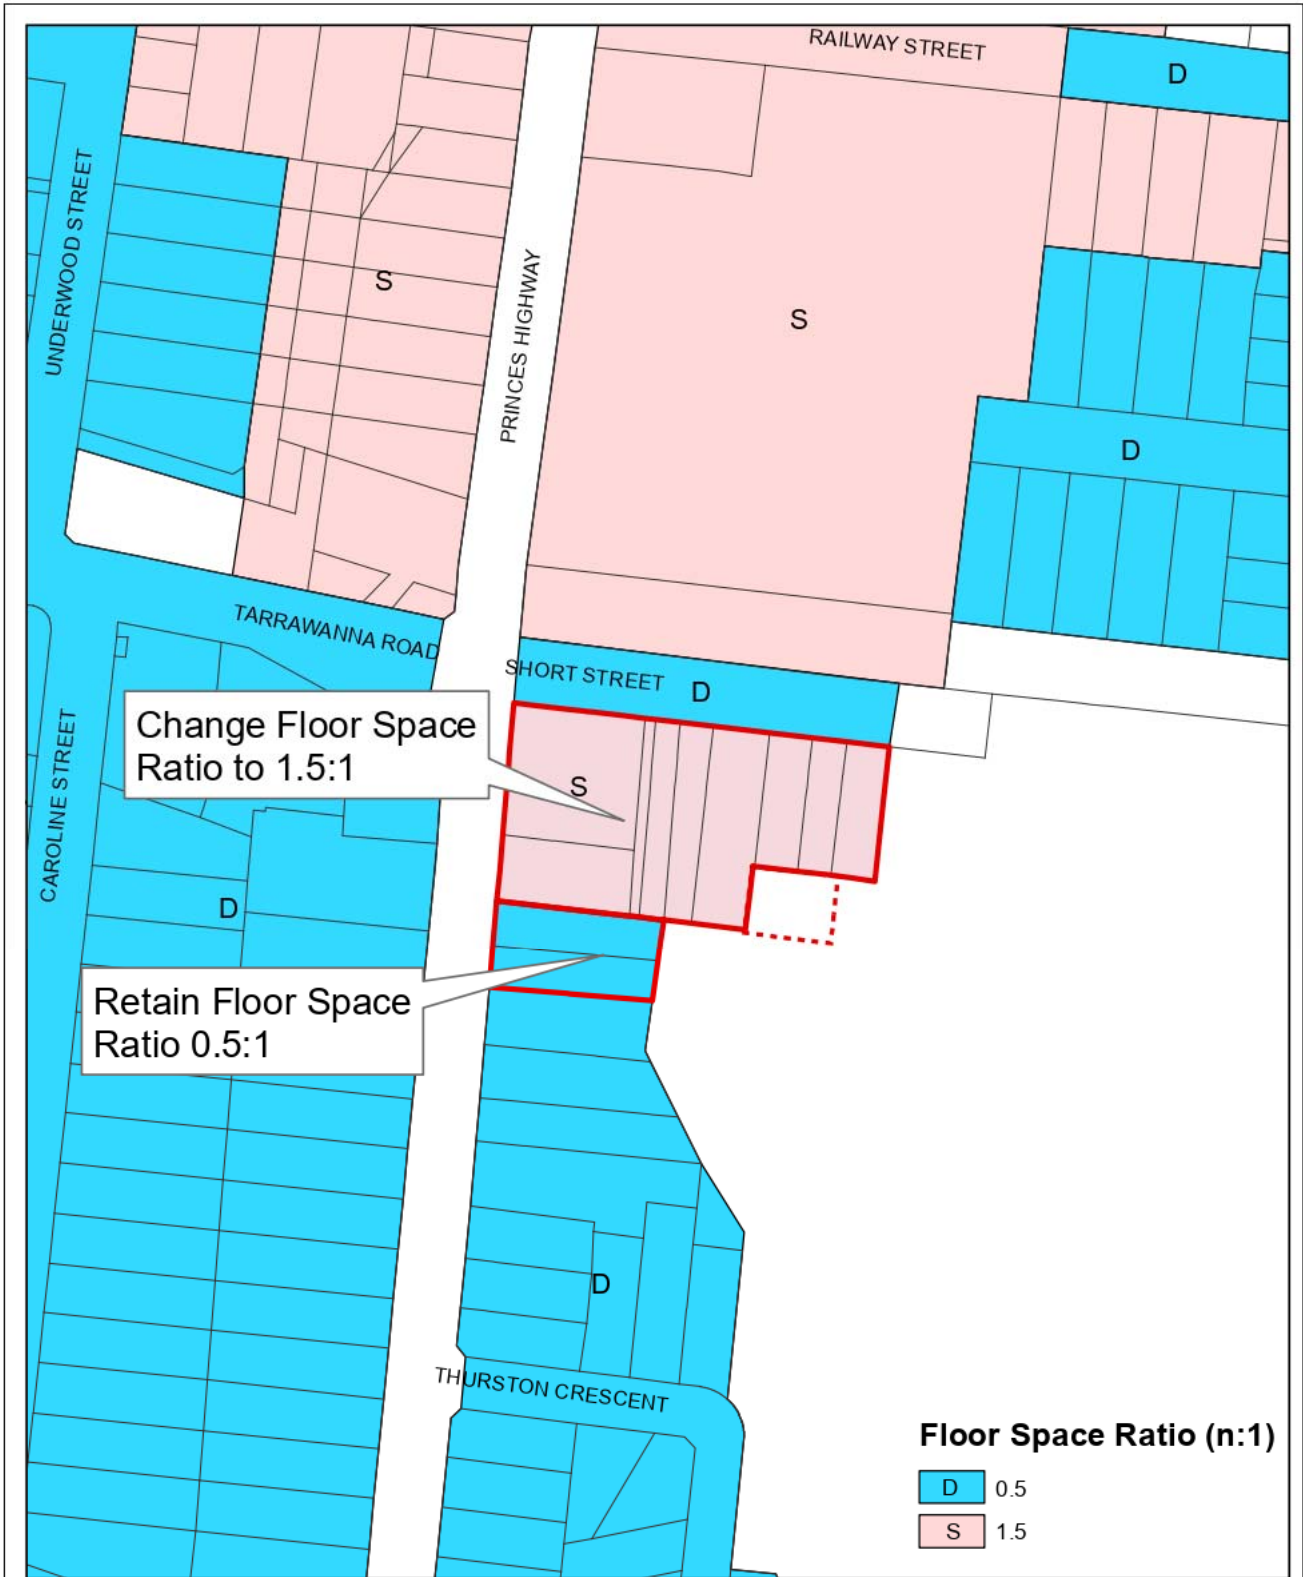 RAILWAY STREET
D
UNDERWOOD STREET
S
PRINCES HIGHWAY
S
D
TARRAWANNA ROAD
SHORT STREET
D
Change Floor Space
Ratio to 1.5:1
S
CAROLINE STREET
D
Retain Floor Space
Ratio 0.5:1
D
THURSTON CRESCENT
Floor Space Ratio (n:1)
D 0.5
S 1.5